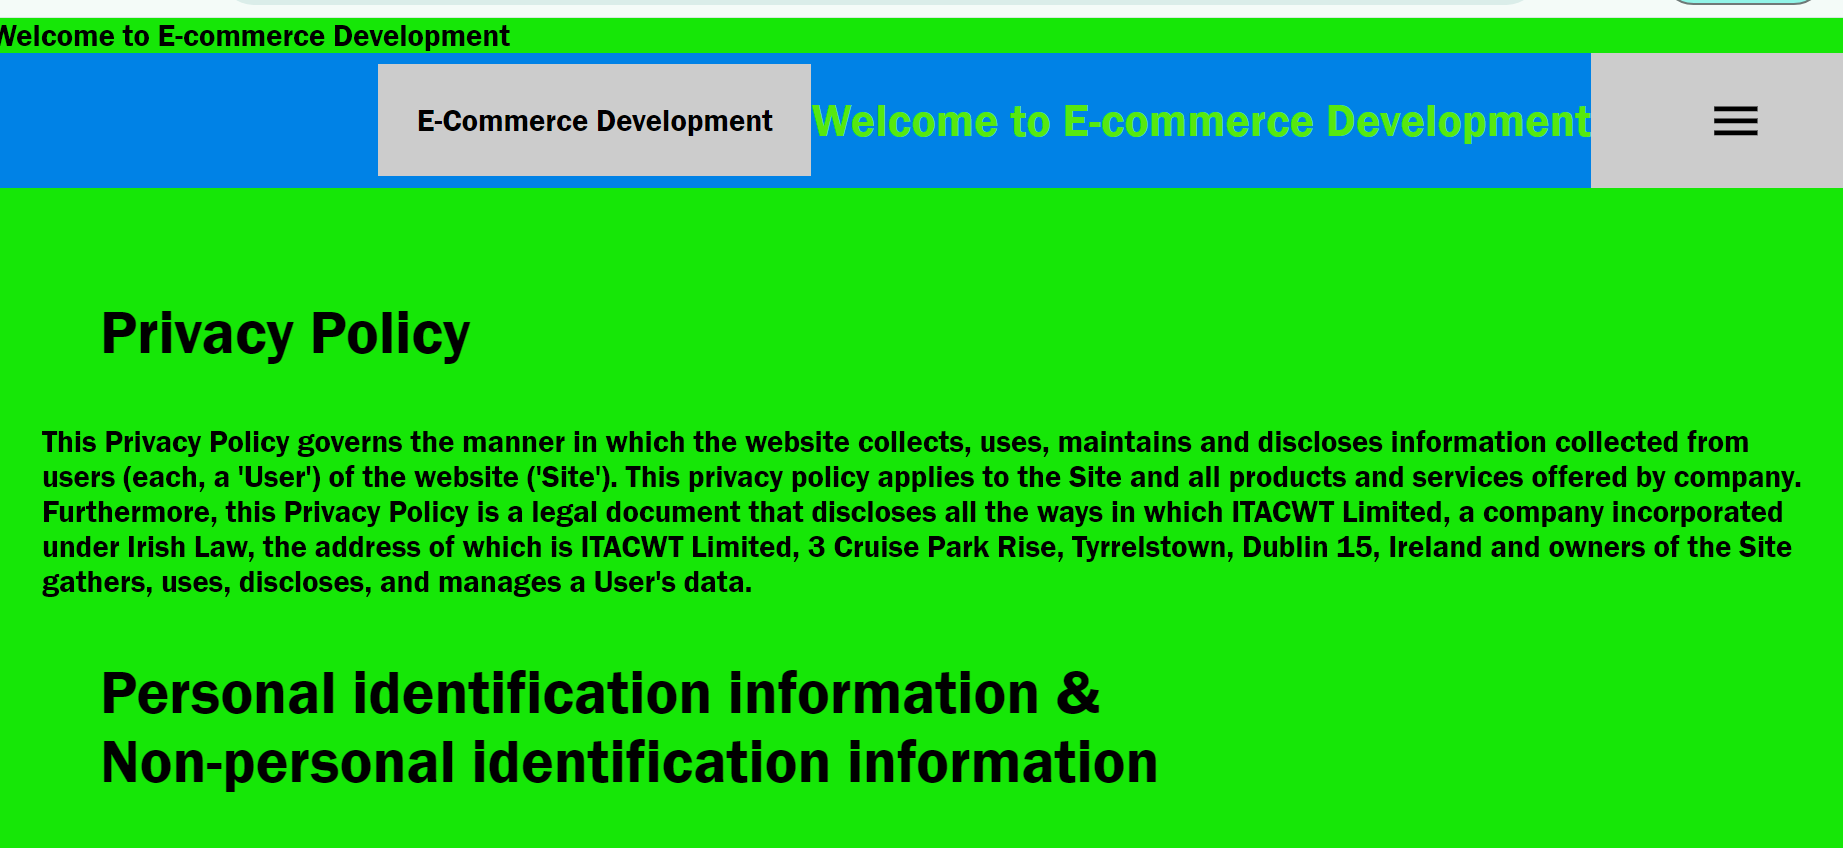 Welcome to E-commerce Development
E-Commerce Development
Welcome to E-commerce Development
Privacy Policy
This Privacy Policy governs the manner in which the website collects, uses, maintains and discloses information collected from
users (each, a 'User') of the website ('Site'). This privacy policy applies to the Site and all products and services offered by company.
Furthermore, this Privacy Policy is a legal document that discloses all the ways in which ITACWT Limited, a company incorporated
under Irish Law, the address of which is ITACWT Limited, 3 Cruise Park Rise, Tyrrelstown, Dublin 15, Ireland and owners of the Site
gathers, uses, discloses, and manages a User's data.
Personal identification information &
Non-personal identification information